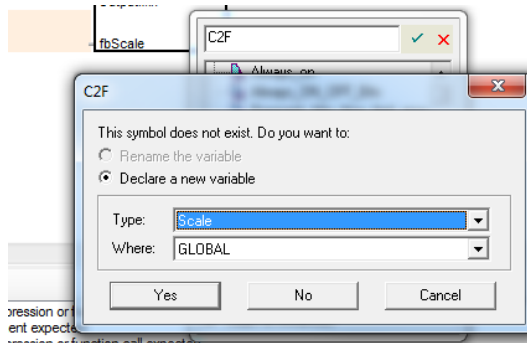 fbScale
C2F
Always_on
C2F
This symbol does not exist. Do you want to:
Rename the variable
Declare a new variable
Type: Scale
Where: GLOBAL
Yes No Cancel